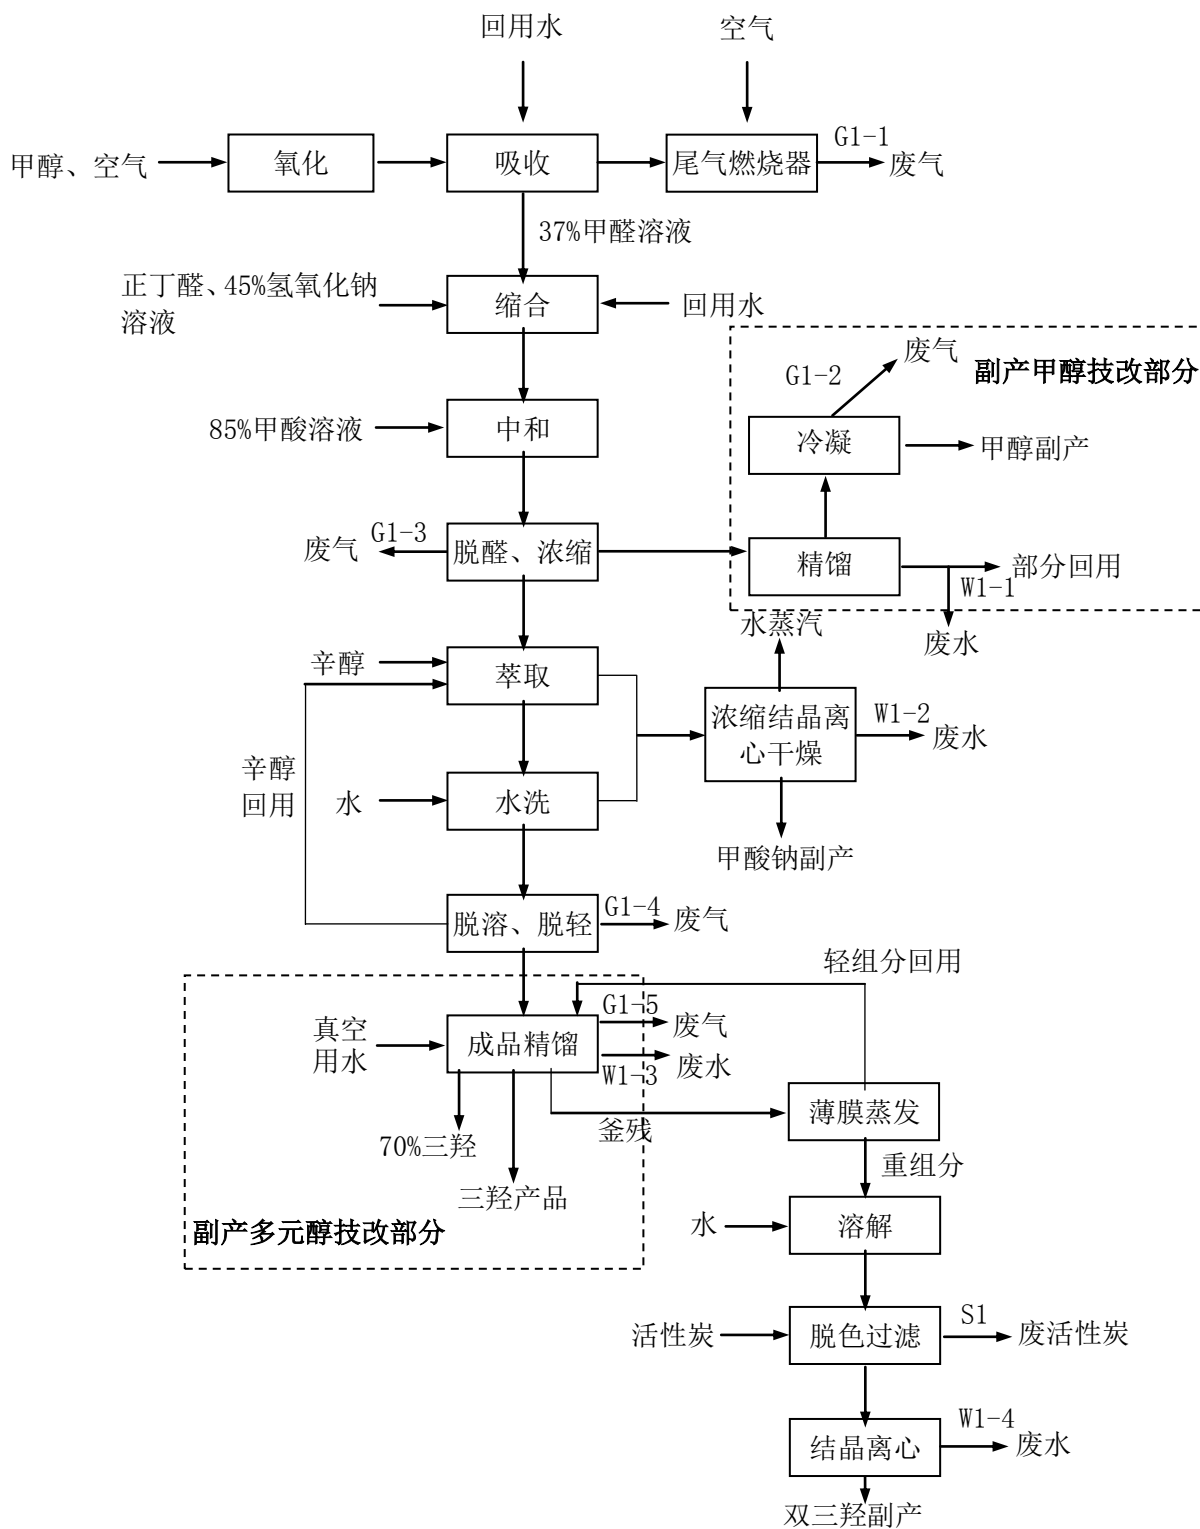 回用水
空气
甲醇、空气
氧化
吸收
尾气燃烧器
G1-1
废气
37%甲醛溶液
正丁醛、45%氢氧化钠
溶液
缩合
回用水
废气
G1-2
副产甲醇技改部分
85%甲酸溶液
中和
冷凝
甲醇副产
废气
G1-3
脱醛、浓缩
精馏
部分回用
W1-1
废水
水蒸汽
辛醇
萃取
浓缩结晶离
心干燥
W1-2
废水
辛醇
回用
水
水洗
甲酸钠副产
脱溶、脱轻
G1-4
废气
轻组分回用
真空
用水
成品精馏
G1-5
废气
W1-3
废水
釜残
薄膜蒸发
70%三羟
重组分
三羟产品
副产多元醇技改部分
水
溶解
活性炭
脱色过滤
S1
废活性炭
结晶离心
W1-4
废水
双三羟副产